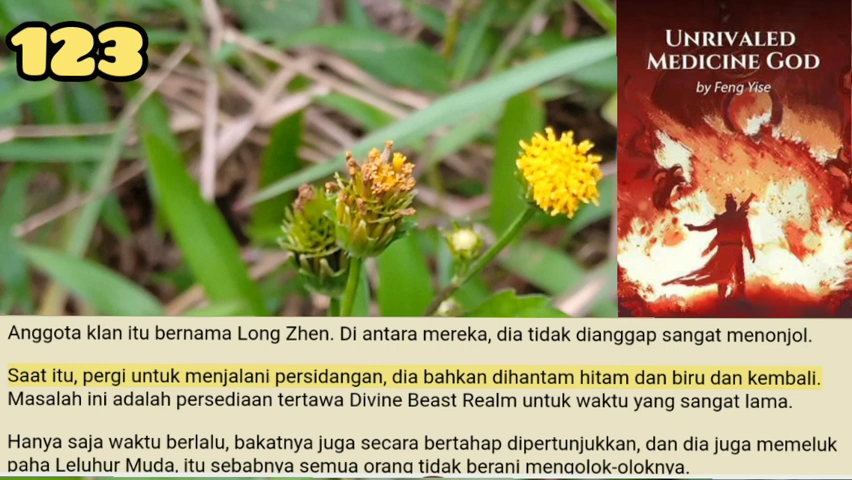 123
UNRIVALED
MEDICINE GOD
by Feng Yise
Anggota klan itu bernama Long Zhen. Di antara mereka, dia tidak dianggap sangat menonjol.
Saat itu, pergi untuk menjalani persidangan, dia bahkan dihantam hitam dan biru dan kembali.
Masalah ini adalah persediaan tertawa Divine Beast Realm untuk waktu yang sangat lama.
Hanya saja waktu berlalu, bakatnya juga secara bertahap dipertunjukkan, dan dia juga memeluk
paha Leluhur Muda, itu sebabnya semua orang tidak berani mengolok-oloknya.